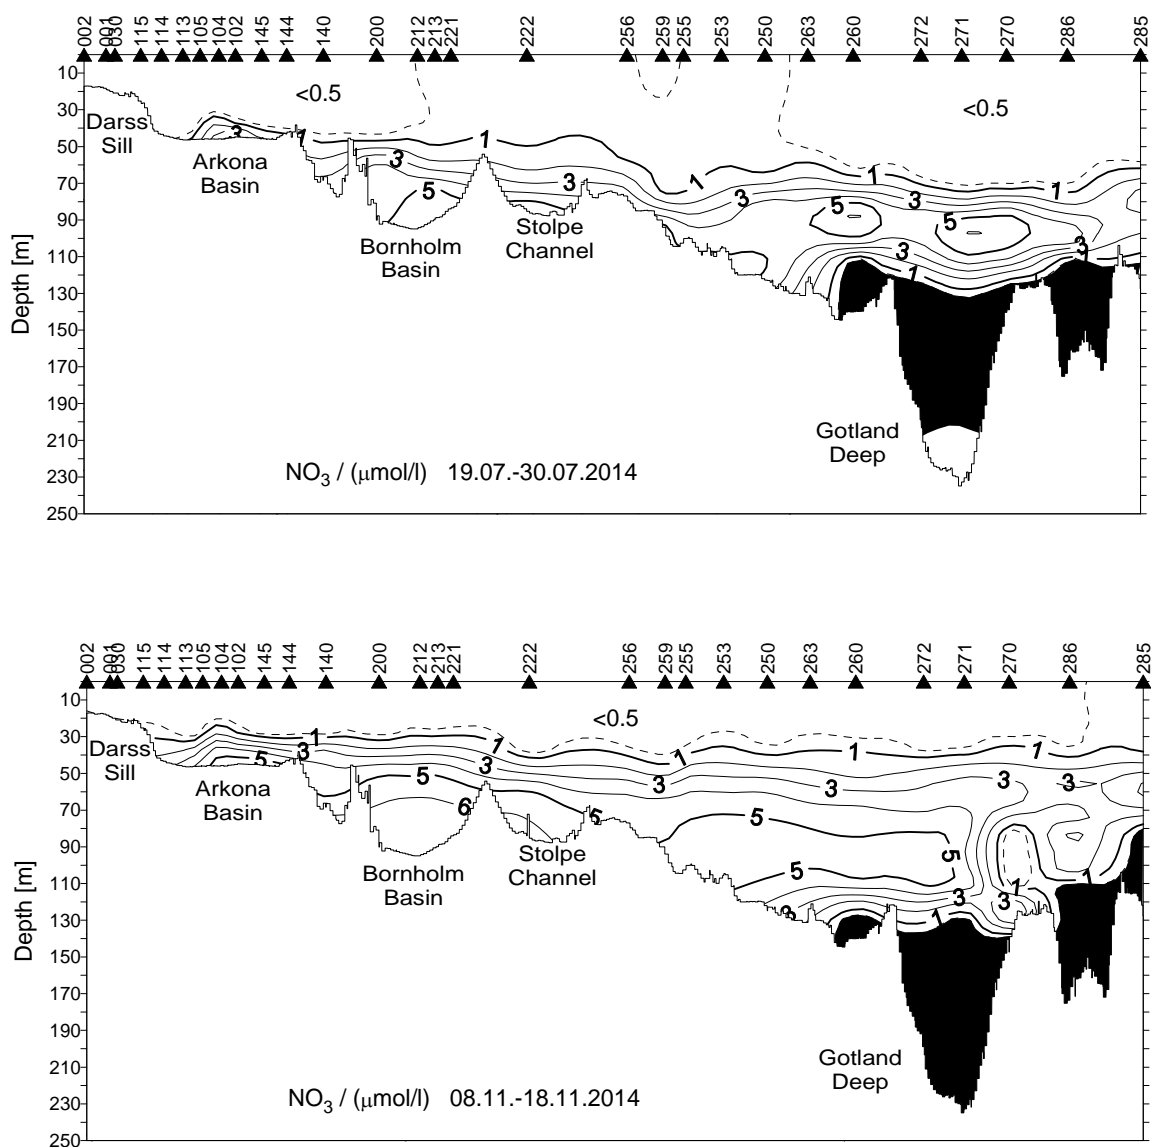 002 001 030 115 114 113 105 104 102 145 144 140 200 212 213 221 222 256 259 255 253 250 263 260 272 271 270 286 285
10
30
50
70
90
110
130
150
170
190
210
230
250
Depth [m]
<0.5
<0.5
Darss
Sill
Arkona
Basin
Bornholm
Basin
Stolpe
Channel
Gotland
Deep
3 1 3 5 1 3 1 3 5 3 1 5 3 1 1 3 1
NO3 / (μmol/l) 19.07.-30.07.2014
002 001 030 115 114 113 105 104 102 145 144 140 200 212 213 221 222 256 259 255 253 250 263 260 272 271 270 286 285
10
30
50
70
90
110
130
150
170
190
210
230
250
Depth [m]
<0.5
Darss
Sill
Arkona
Basin
Bornholm
Basin
Stolpe
Channel
Gotland
Deep
5 3 1 5 6 1 3 5 3 5 5 3 1 3 5 3 1 3 1 1 3 3 1
NO3 / (μmol/l) 08.11.-18.11.2014